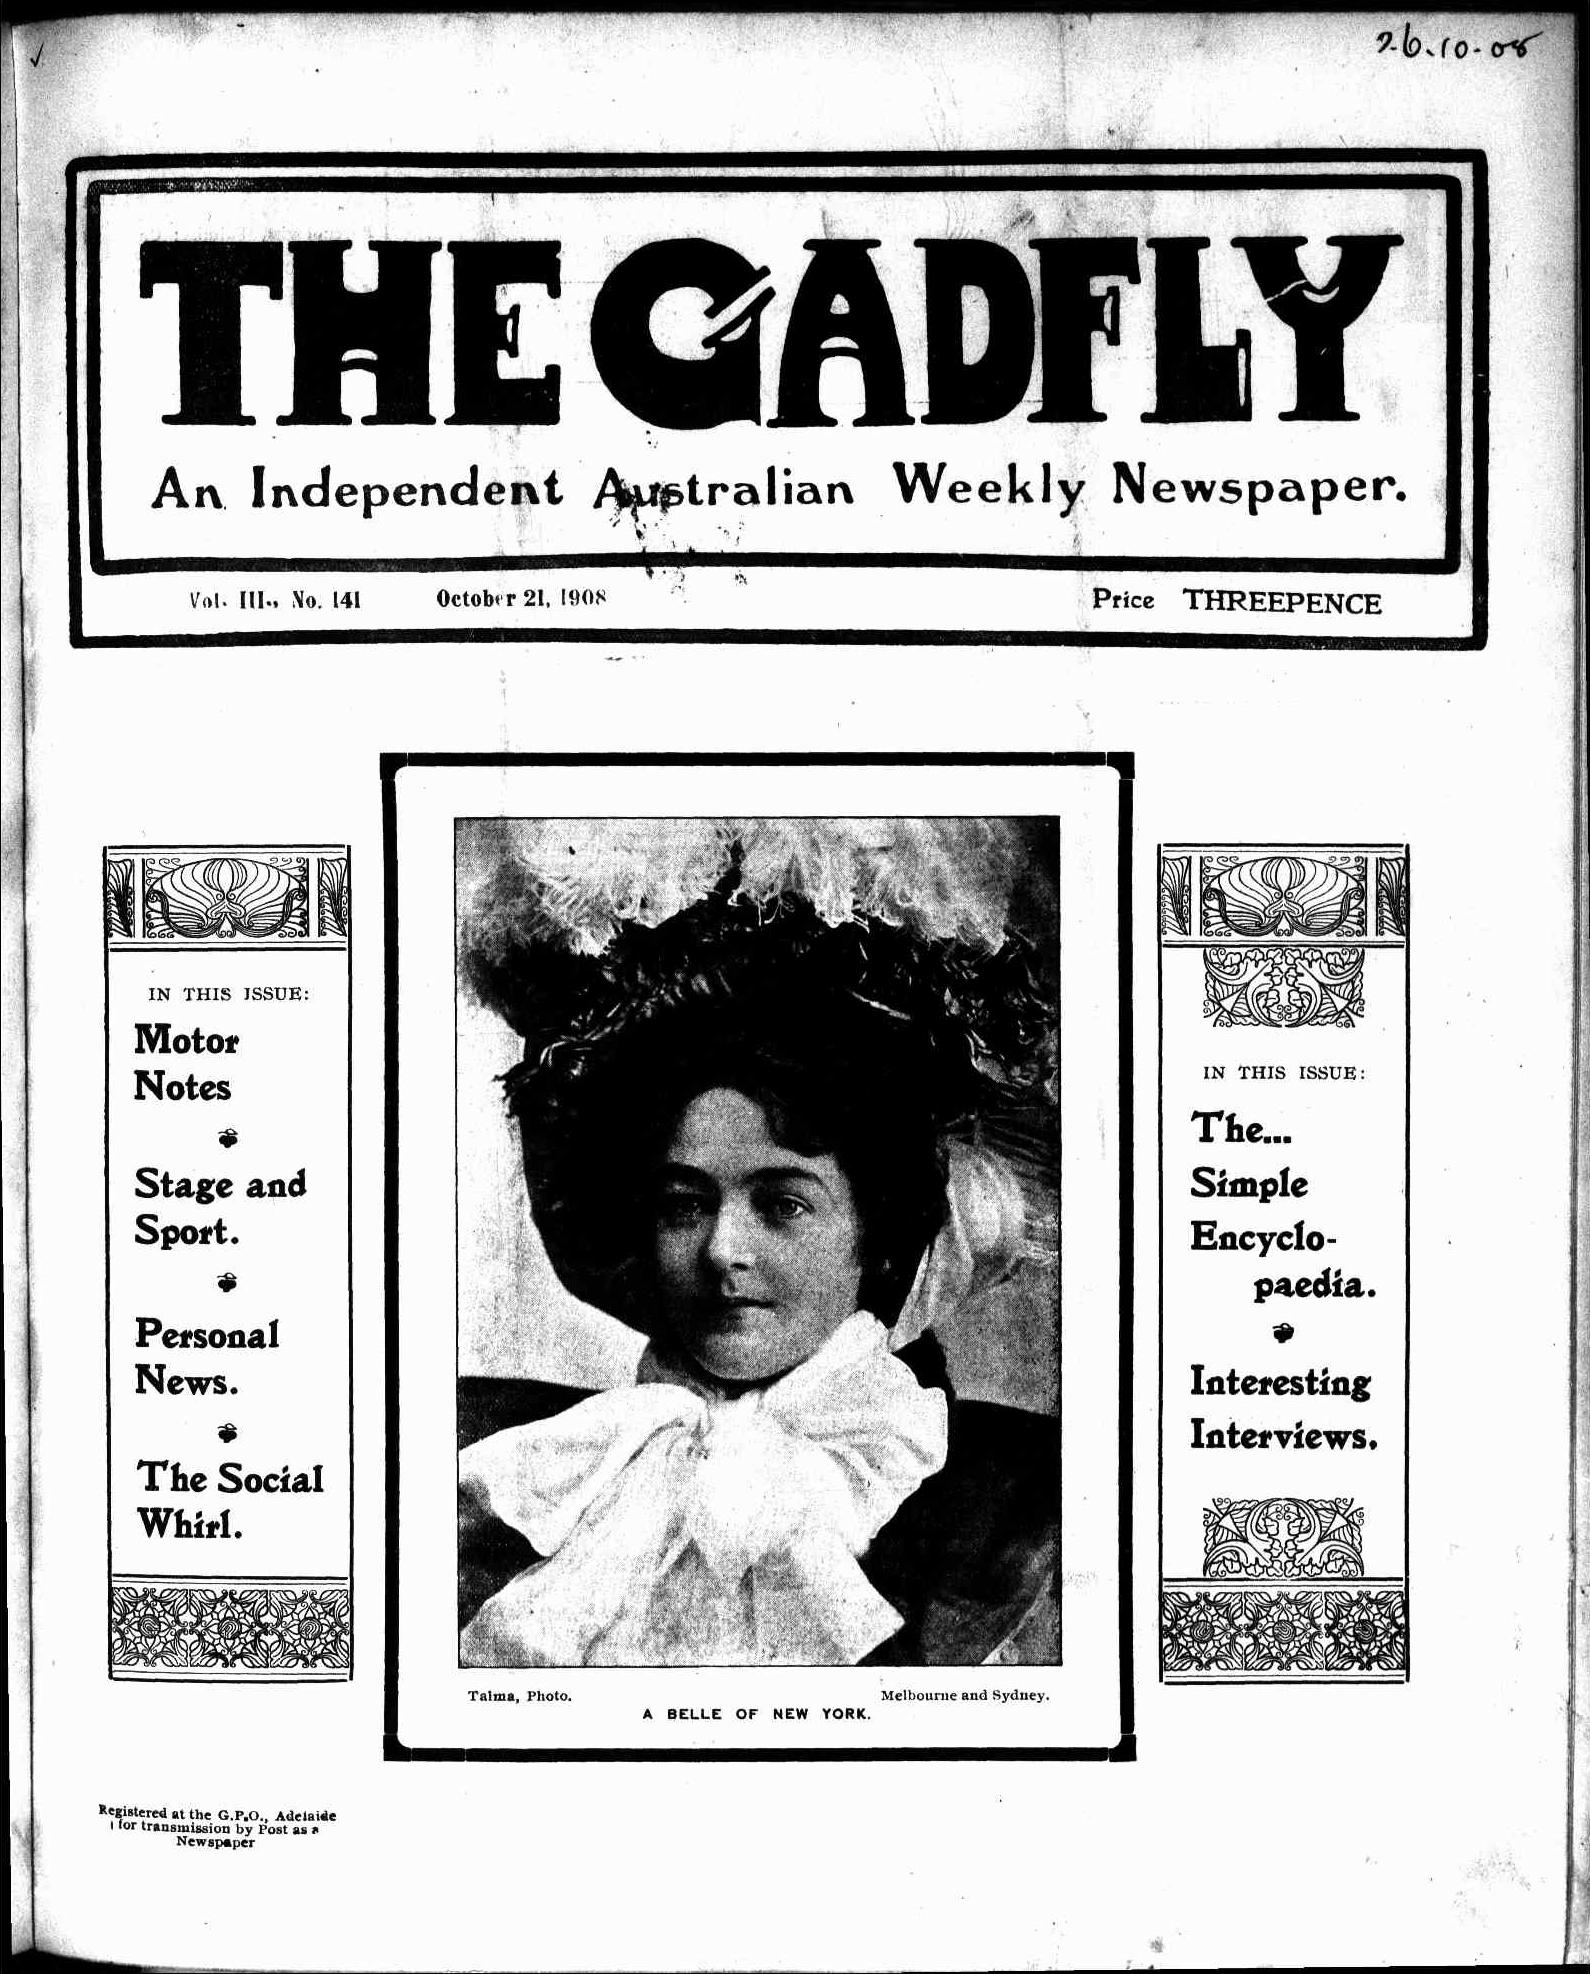 26.10.08
THE GADFLY
An Independent Australian Weekly Newspaper.
Vol. III., No. 141 October 21, 1908 Price THREEPENCE
IN THIS ISSUE:
Motor
Notes
Stage and
Sport.
Personal
News.
The Social
Whirl.
Talma, Photo. Melbourne and Sydney.
A BELLE OF NEW YORK.
IN THIS ISSUE:
The...
Simple
Encyclo-
paedia.
Interesting
Interviews.
Registered at the G.P.O., Adelaide
for transmission by Post as a
Newspaper